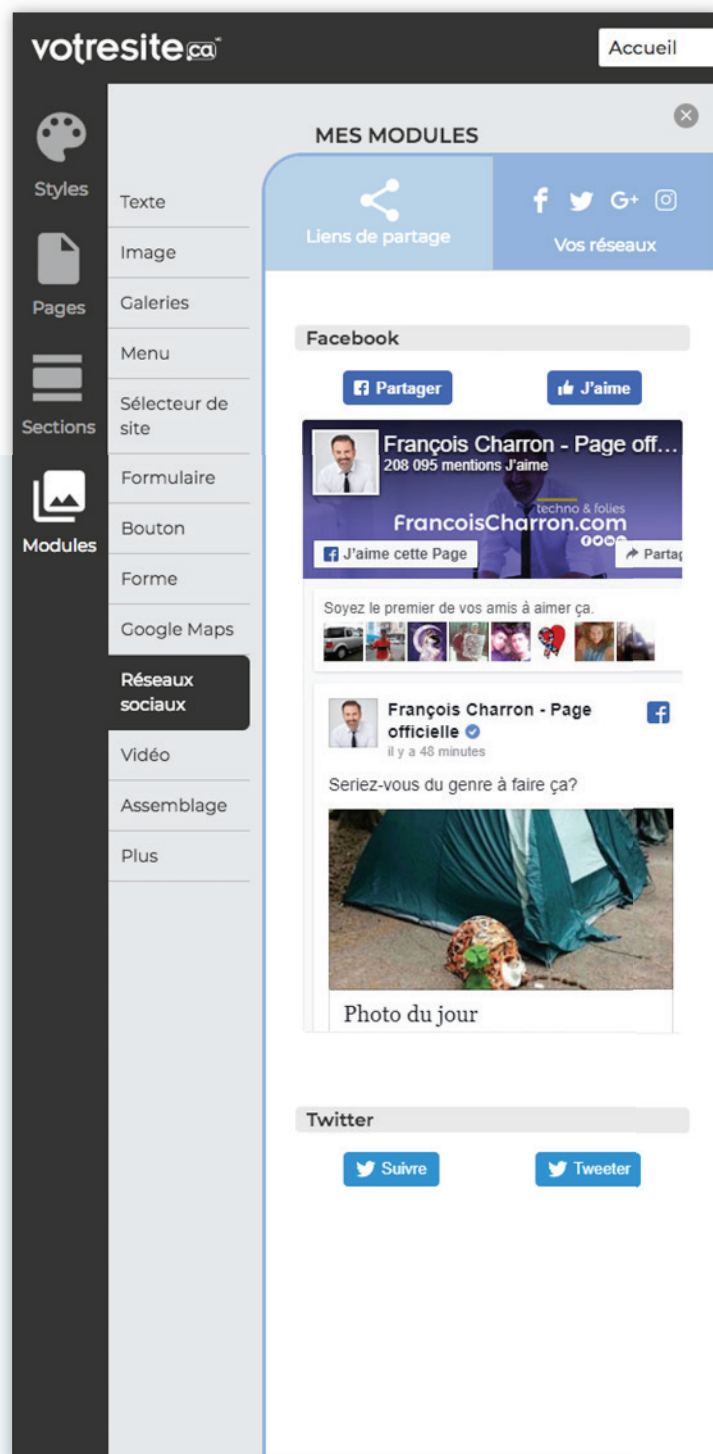 votresite.ca
Accueil
MES MODULES
Styles
Pages
Sections
Modules
Texte
Image
Galeries
Menu
Sélecteur de
site
Formulaire
Bouton
Forme
Google Maps
Réseaux
sociaux
Vidéo
Assemblage
Plus
Liens de partage
f G+
Vos réseaux
Facebook
Partager
J'aime
François Charron - Page off...
208 095 mentions J'aime
techno & folies
FrancoisCharron.com
J'aime cette Page
Partag
Soyez le premier de vos amis à aimer ça.
François Charron - Page
officielle
il y a 48 minutes
Seriez-vous du genre à faire ça?
Photo du jour
Twitter
Suivre
Tweeter